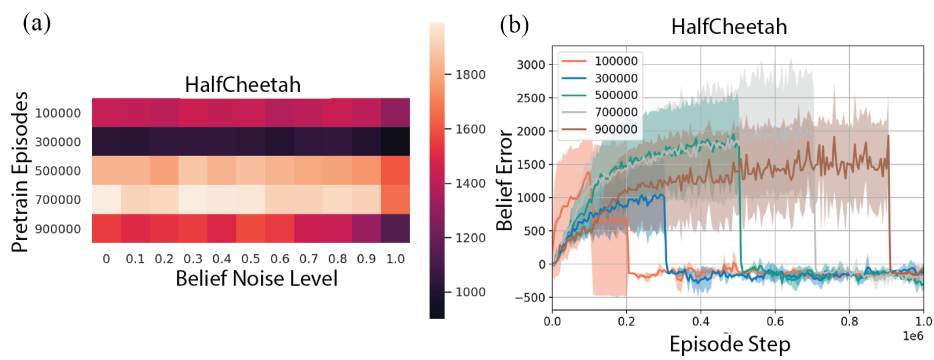 (a)
HalfCheetah
Pretrain Episodes
100000
300000
500000
700000
900000
0 0.1 0.2 0.3 0.4 0.5 0.6 0.7 0.8 0.9 1.0
Belief Noise Level
1800
1600
1400
1200
1000
(b)
HalfCheetah
Belief Error
3000
2500
2000
1500
1000
500
0
−500
100000
300000
500000
700000
900000
0.0 0.2 0.4 0.6 0.8 1.0
1e6
Episode Step